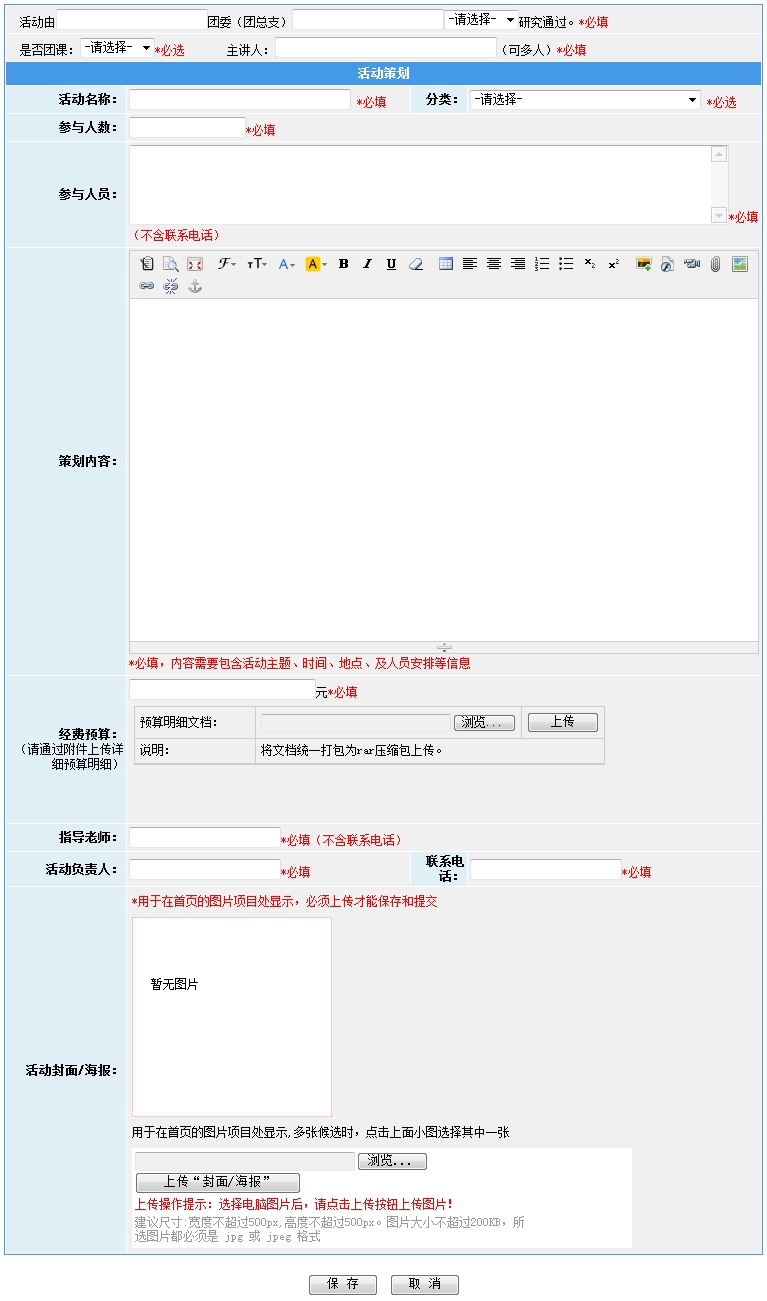 活动由 团委（团总支） -请选择- 研究通过。*必填
是否团课： -请选择- *必选 主讲人： （可多人）*必填
活动策划
活动名称： *必填 分类： -请选择- *必选
参与人数： *必填
参与人员： *必填
（不含联系电话）
策划内容：
*必填，内容需要包含活动主题、时间、地点、及人员安排等信息
元*必填
经费预算：
（请通过附件上传详
细预算明细）
预算明细文档： 浏览... 上传
说明： 将文档统一打包为rar压缩包上传。
指导老师： *必填（不含联系电话）
活动负责人： *必填 联系电
话： *必填
*用于在首页的图片项目处显示，必须上传才能保存和提交
暂无图片
活动封面/海报：
用于在首页的图片项目处显示,多张候选时，点击上面小图选择其中一张
浏览...
上传“封面/海报”
上传操作提示：选择电脑图片后，请点击上传按钮上传图片!
建议尺寸:宽度不超过500px,高度不超过500px。图片大小不超过200KB，所
选图片都必须是 jpg 或 jpeg 格式
保 存 取 消